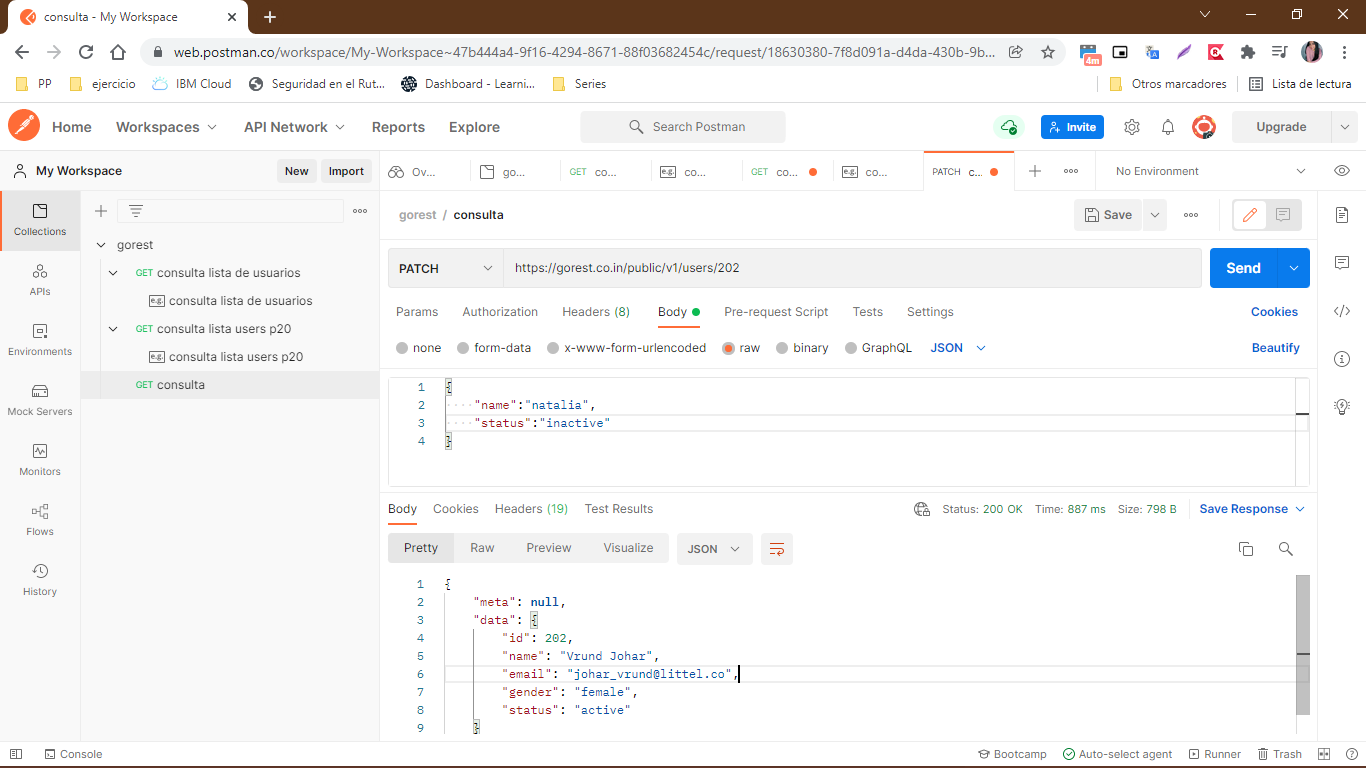 consulta - My Workspace
web.postman.co/workspace/My-Workspace~47b444a4-9f16-4294-8671-88f03682454c/request/18630380-7f8d091a-d4da-430b-9b...
4m
PP
ejercicio
IBM Cloud
Seguridad en el Rut...
Dashboard - Learni...
Series
Otros marcadores
Lista de lectura
Home
Workspaces
API Network
Reports
Explore
Search Postman
Invite
Upgrade
My Workspace
New
Import
Ov...
go...
GET co...
e.g. co...
GET co...
e.g. co...
PATCH c...
No Environment
Collections
APIs
Environments
Mock Servers
Monitors
Flows
History
gorest
GET consulta lista de usuarios
e.g. consulta lista de usuarios
GET consulta lista users p20
e.g. consulta lista users p20
GET consulta
gorest / consulta
Save
PATCH
https://gorest.co.in/public/v1/users/202
Send
Params
Authorization
Headers (8)
Body
Pre-request Script
Tests
Settings
Cookies
none
form-data
x-www-form-urlencoded
raw
binary
GraphQL
JSON
Beautify
1 {
2 "name":"natalia",
3 "status":"inactive"
4 }
Body
Cookies
Headers (19)
Test Results
Status: 200 OK
Time: 887 ms
Size: 798 B
Save Response
Pretty
Raw
Preview
Visualize
JSON
1 {
2 "meta": null,
3 "data": {
4 "id": 202,
5 "name": "Vrund Johar",
6 "email": "johar_vrund@littel.co",
7 "gender": "female",
8 "status": "active"
9 }
Console
Bootcamp
Auto-select agent
Runner
Trash